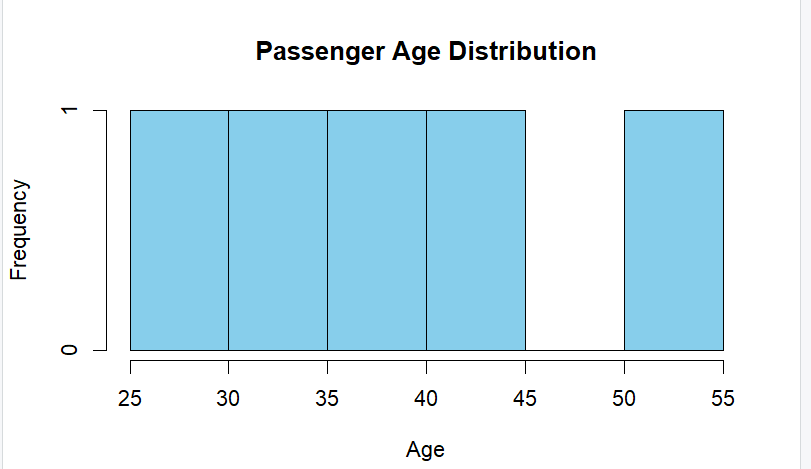 Passenger Age Distribution
1
Frequency
0
25 30 35 40 45 50 55
Age